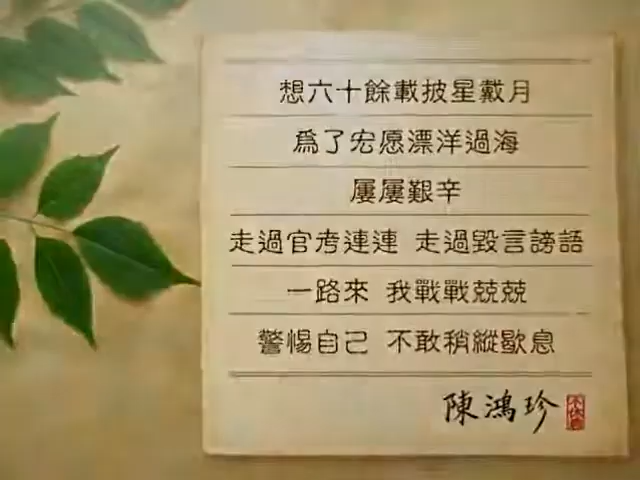 想六十餘載披星戴月
爲了宏愿漂洋過海
屢屢艱辛
走過官考連連 走過毀言謗語
一路來 我戰戰兢兢
警惕自己 不敢稍縱歇息
陳鴻珍